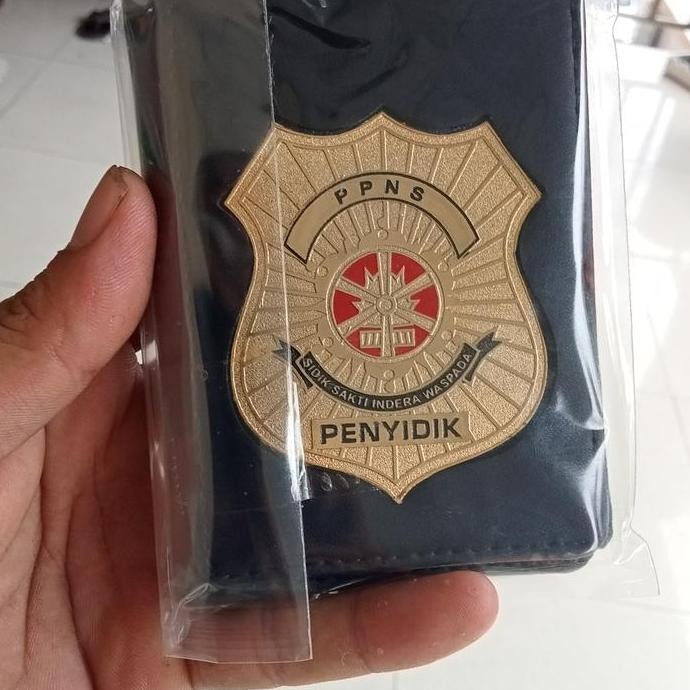 PPNS
SIDIK SAKTI INDERA WASPADA
PENYIDIK